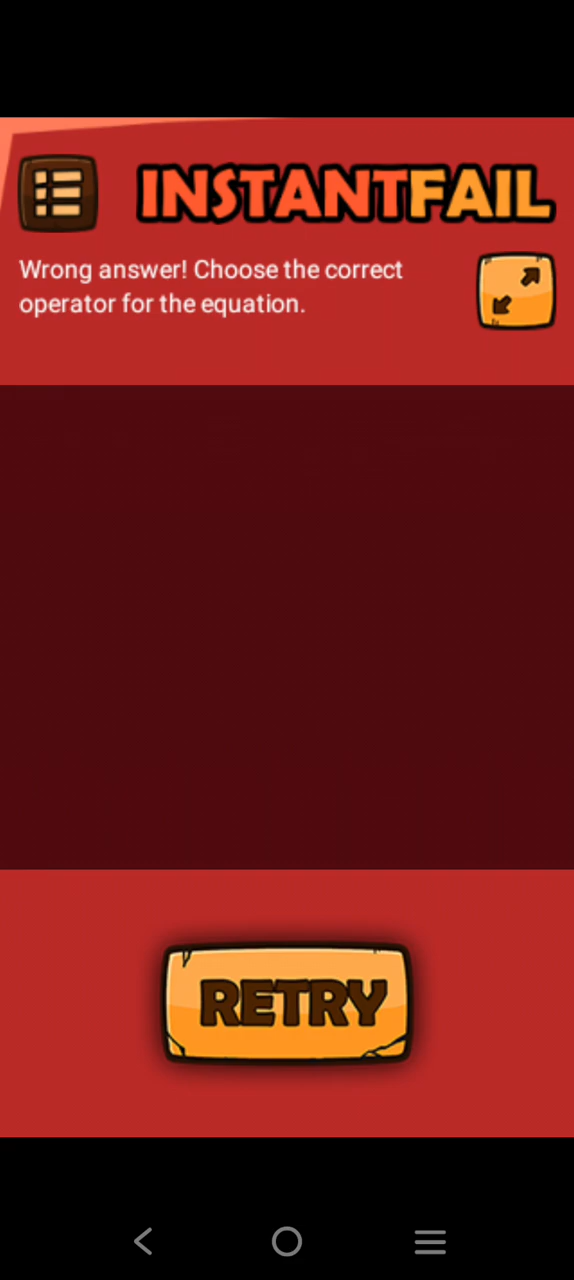 INSTANTFAIL
Wrong answer! Choose the correct
operator for the equation.
RETRY